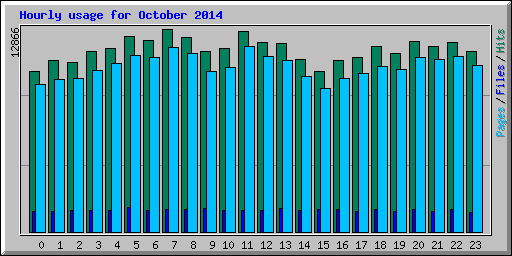 Hourly usage for October 2014
12866
Pages / Files / Hits
0 1 2 3 4 5 6 7 8 9 10 11 12 13 14 15 16 17 18 19 20 21 22 23